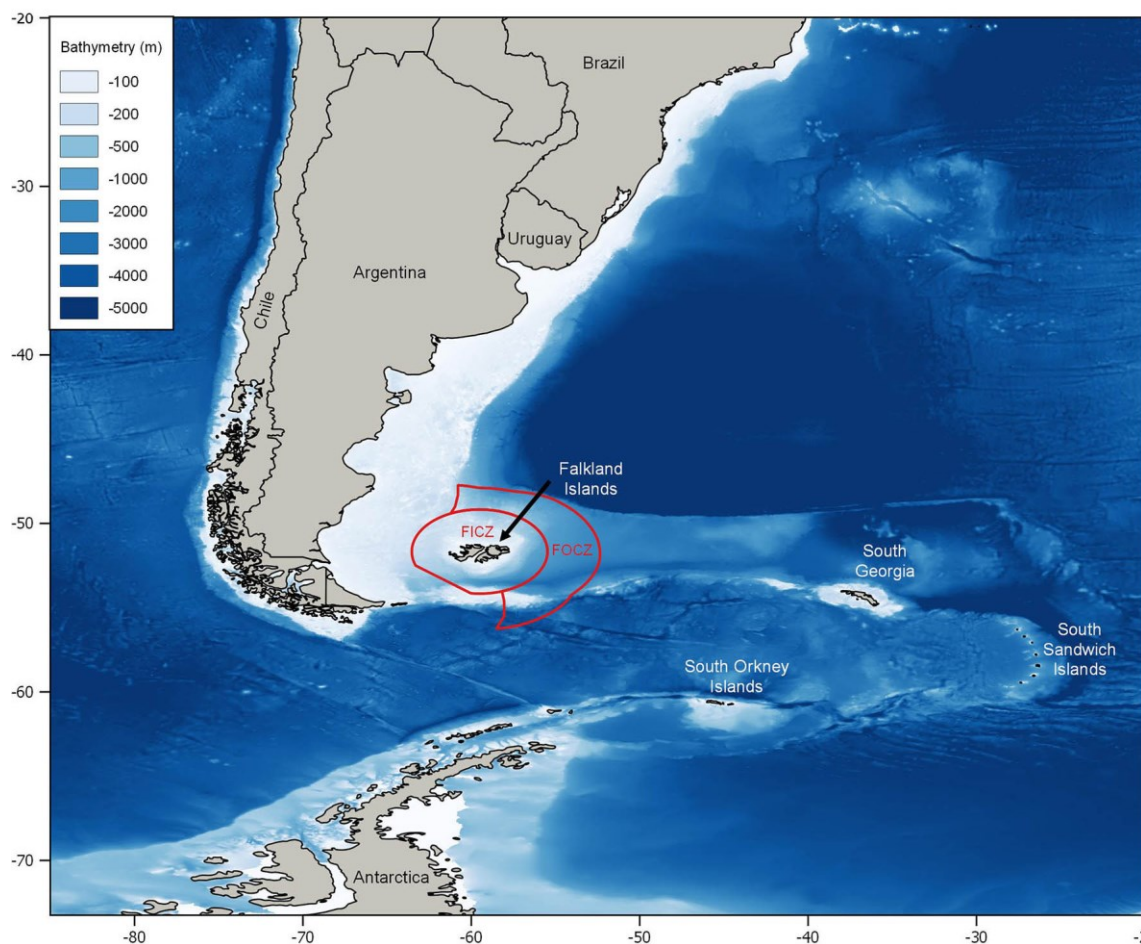 -20
-30
-40
-50
-60
-70
Bathymetry (m)
-100
-200
-500
-1000
-2000
-3000
-4000
-5000
Brazil
Uruguay
Argentina
Chile
Falkland
Islands
FICZ
FOCZ
South
Georgia
South
Sandwich
Islands
South Orkney
Islands
Antarctica
-80
-70
-60
-50
-40
-30